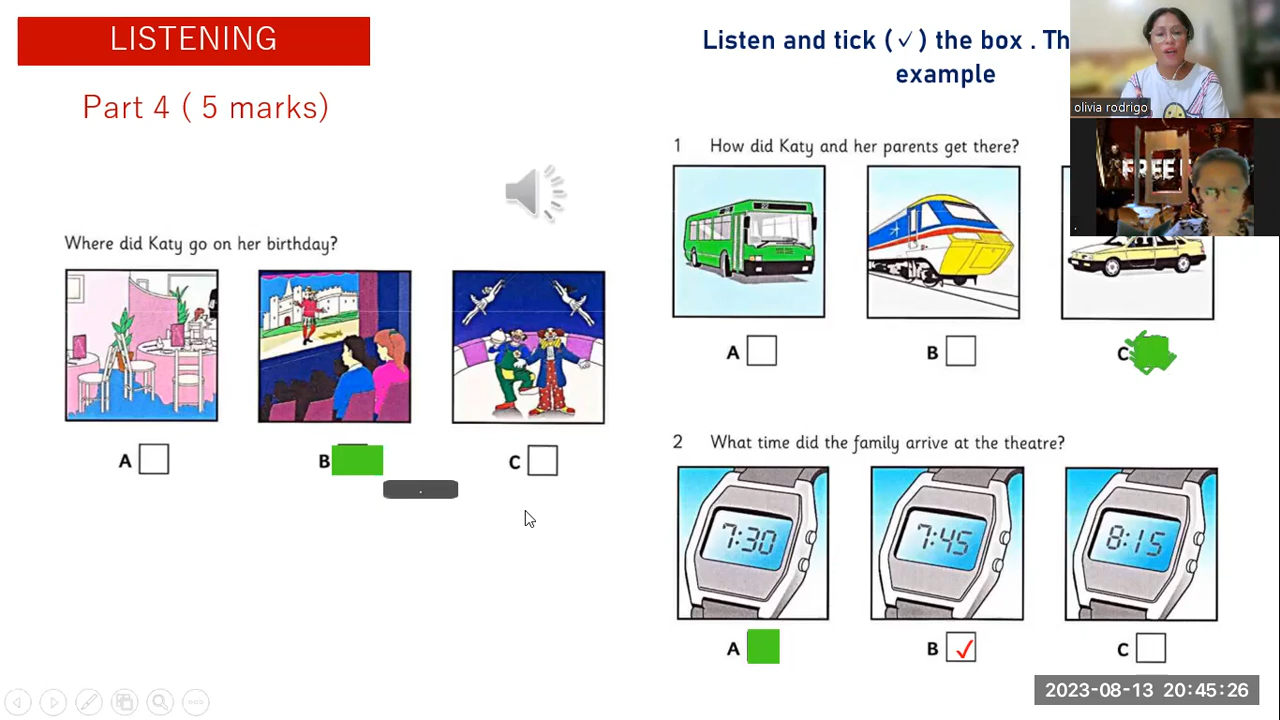 LISTENING
Part 4 ( 5 marks)
Where did Katy go on her birthday?
A
B
C
Listen and tick (✓) the box . Th
example
olivia rodrigo
FREE
1 How did Katy and her parents get there?
A
B
C
2 What time did the family arrive at the theatre?
7:30
7:45
8:15
A
B ✓
C
2023-08-13 20:45:26